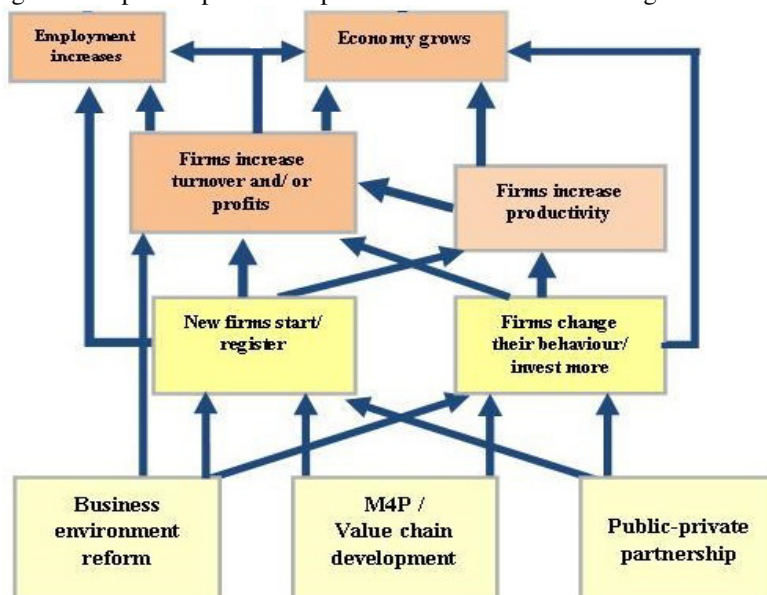 Employment
increases
Economy grows
Firms increase
turnover and/ or
profits
Firms increase
productivity
New firms start/
register
Firms change
their behaviour/
invest more
Business
environment
reform
M4P /
Value chain
development
Public-private
partnership